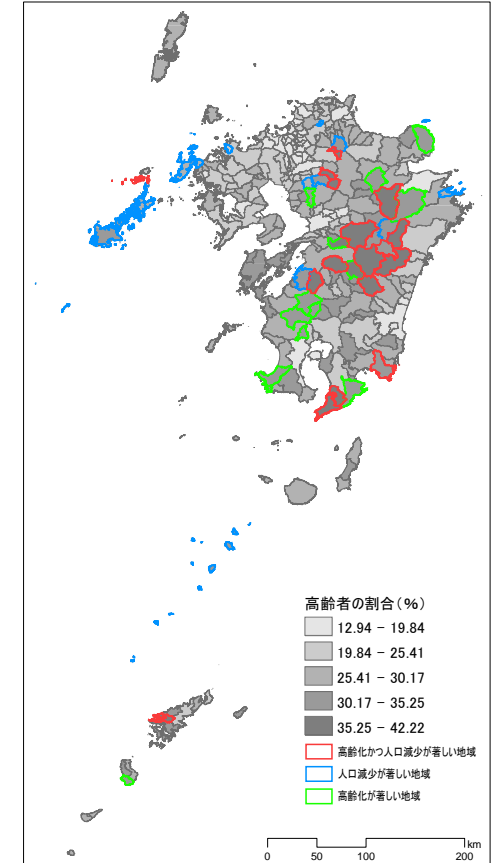 高齢者の割合(%)
12.94 - 19.84
19.84 - 25.41
25.41 - 30.17
30.17 - 35.25
35.25 - 42.22
高齢化かつ人口減少が著しい地域
人口減少が著しい地域
高齢化が著しい地域
km
0 50 100 200